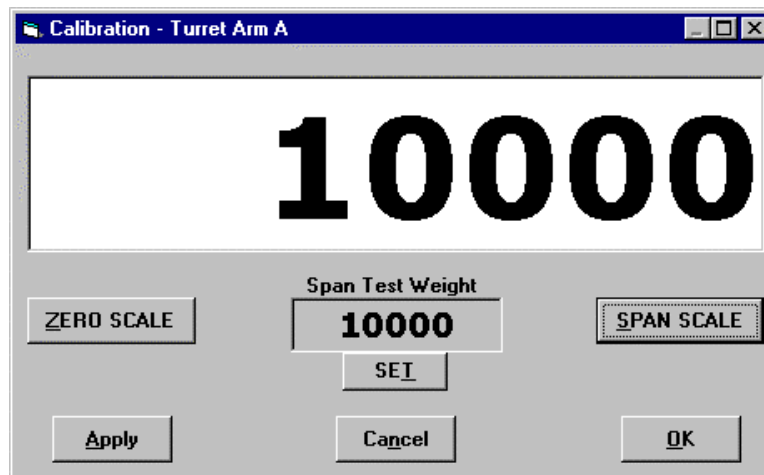 Calibration - Turret Arm A
10000
Span Test Weight
ZERO SCALE
10000
SPAN SCALE
SET
Apply
Cancel
OK